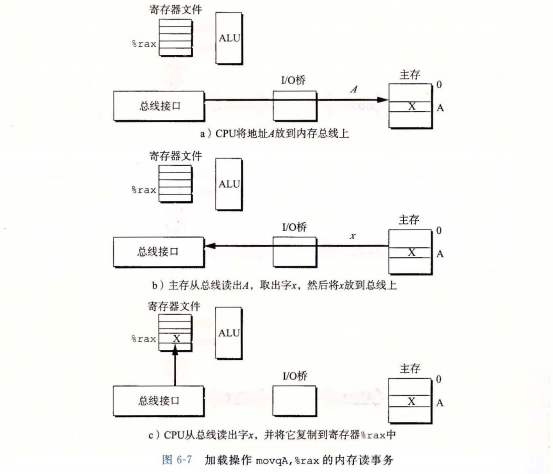 寄存器文件
%rax
ALU
I/O桥
主存
0
总线接口
A
X
A
a）CPU将地址A放到内存总线上
寄存器文件
%rax
ALU
I/O桥
主存
0
总线接口
x
X
A
b）主存从总线读出A，取出字x，然后将x放到总线上
寄存器文件
%rax
X
ALU
I/O桥
主存
0
总线接口
X
A
c）CPU从总线读出字x，并将它复制到寄存器%rax中
图 6-7 加载操作 movqA,%rax 的内存读事务